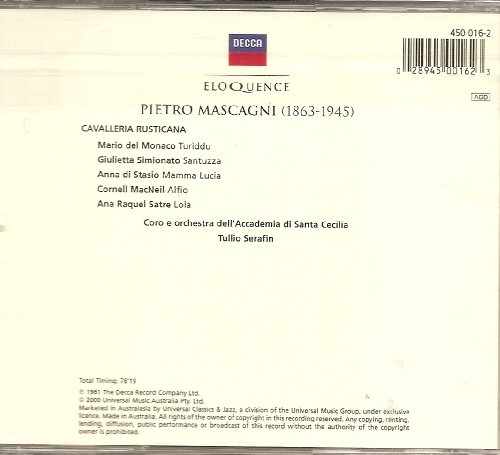 DECCA
450 016-2
0 28945 00162 3
ELOQUENCE
ADD
PIETRO MASCAGNI (1863-1945)
CAVALLERIA RUSTICANA
Mario del Monaco Turiddu
Giulietta Simionato Santuzza
Anna di Stasio Mamma Lucia
Cornell MacNeil Alfio
Ana Raquel Satre Lola
Coro e orchestra dell'Accademia di Santa Cecilia
Tullio Serafin
Total Timing: 76'19
℗ 1961 The Decca Record Company Ltd.
© 2000 Universal Music Australia Pty. Ltd.
Marketed in Australasia by Universal Classics & Jazz, a division of the Universal Music Group, under exclusive
licence. Made in Australia. All rights of the owner of copyright in this recording reserved. Any copying, renting,
lending, diffusion, public performance or broadcast of this record without the authority of the copyright
owner is prohibited.